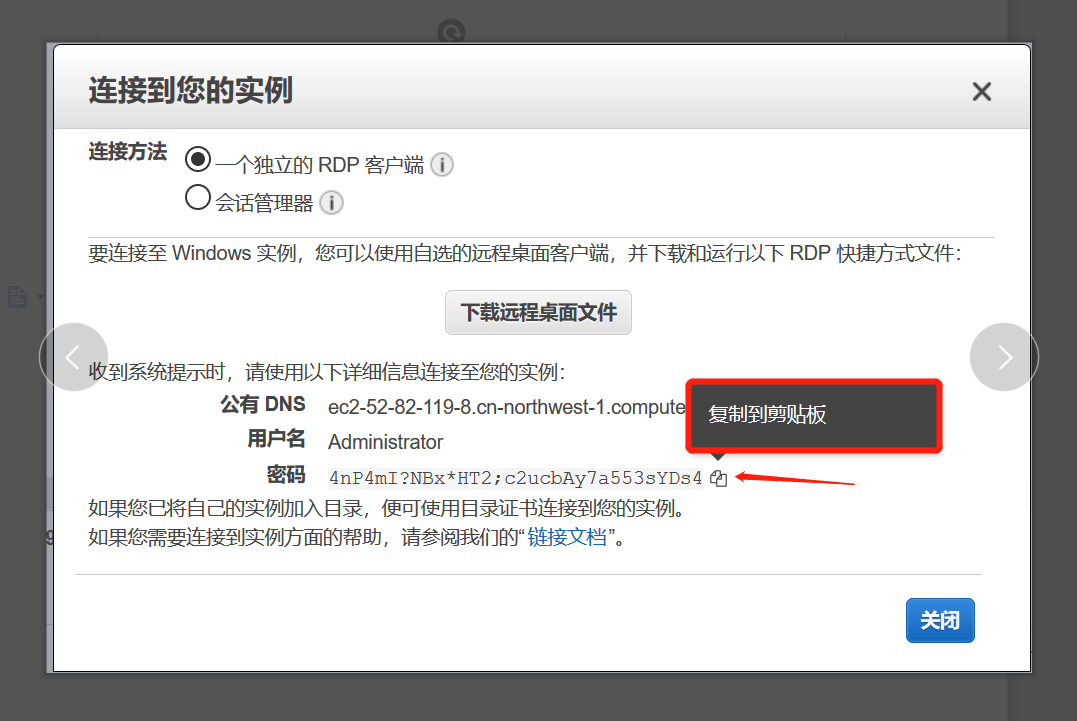 连接到您的实例
连接方法
一个独立的 RDP 客户端
会话管理器
要连接至 Windows 实例，您可以使用自选的远程桌面客户端，并下载和运行以下 RDP 快捷方式文件：
下载远程桌面文件
收到系统提示时，请使用以下详细信息连接至您的实例：
公有 DNS ec2-52-82-119-8.cn-northwest-1.compute
复制到剪贴板
用户名 Administrator
密码 4nP4mI?NBx*HT2;c2ucbAy7a553sYDs4
如果您已将自己的实例加入目录，便可使用目录证书连接到您的实例。
如果您需要连接到实例方面的帮助，请参阅我们的“链接文档”。
关闭